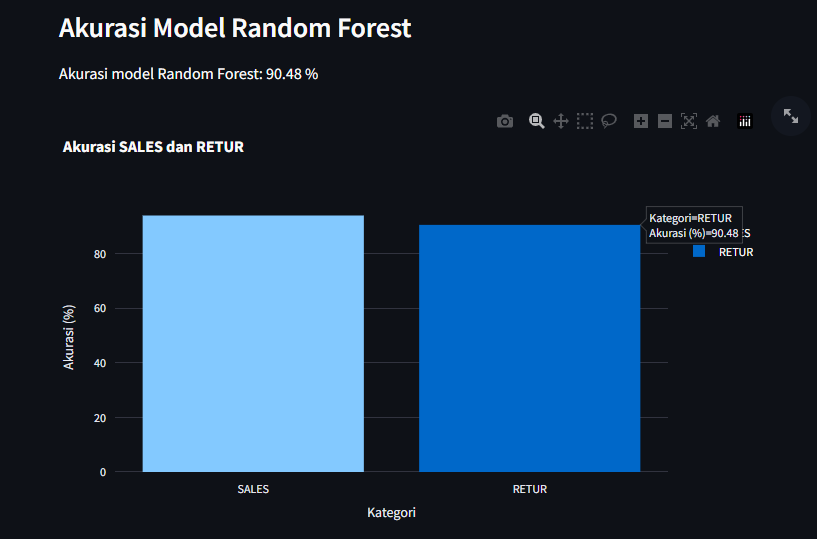 Akurasi Model Random Forest
Akurasi model Random Forest: 90.48 %
Akurasi SALES dan RETUR
Kategori=RETUR
Akurasi (%)=90.48
RETUR
80
60
40
20
0
Akurasi (%)
SALES
RETUR
Kategori